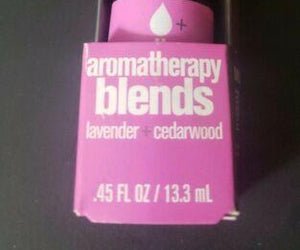 +
aromatherapy
blends
lavender + cedarwood
.45 FL OZ / 13.3 mL